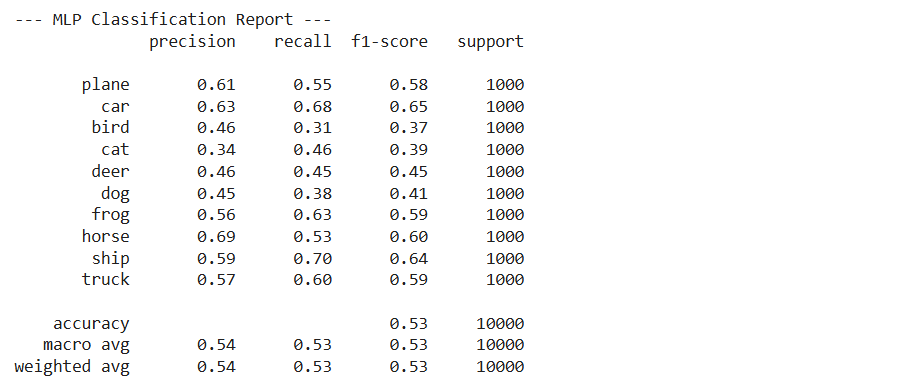 --- MLP Classification Report ---
              precision    recall  f1-score   support

       plane       0.61      0.55      0.58      1000
         car       0.63      0.68      0.65      1000
        bird       0.46      0.31      0.37      1000
         cat       0.34      0.46      0.39      1000
        deer       0.46      0.45      0.45      1000
         dog       0.45      0.38      0.41      1000
        frog       0.56      0.63      0.59      1000
       horse       0.69      0.53      0.60      1000
        ship       0.59      0.70      0.64      1000
       truck       0.57      0.60      0.59      1000

    accuracy                           0.53     10000
   macro avg       0.54      0.53      0.53     10000
weighted avg       0.54      0.53      0.53     10000